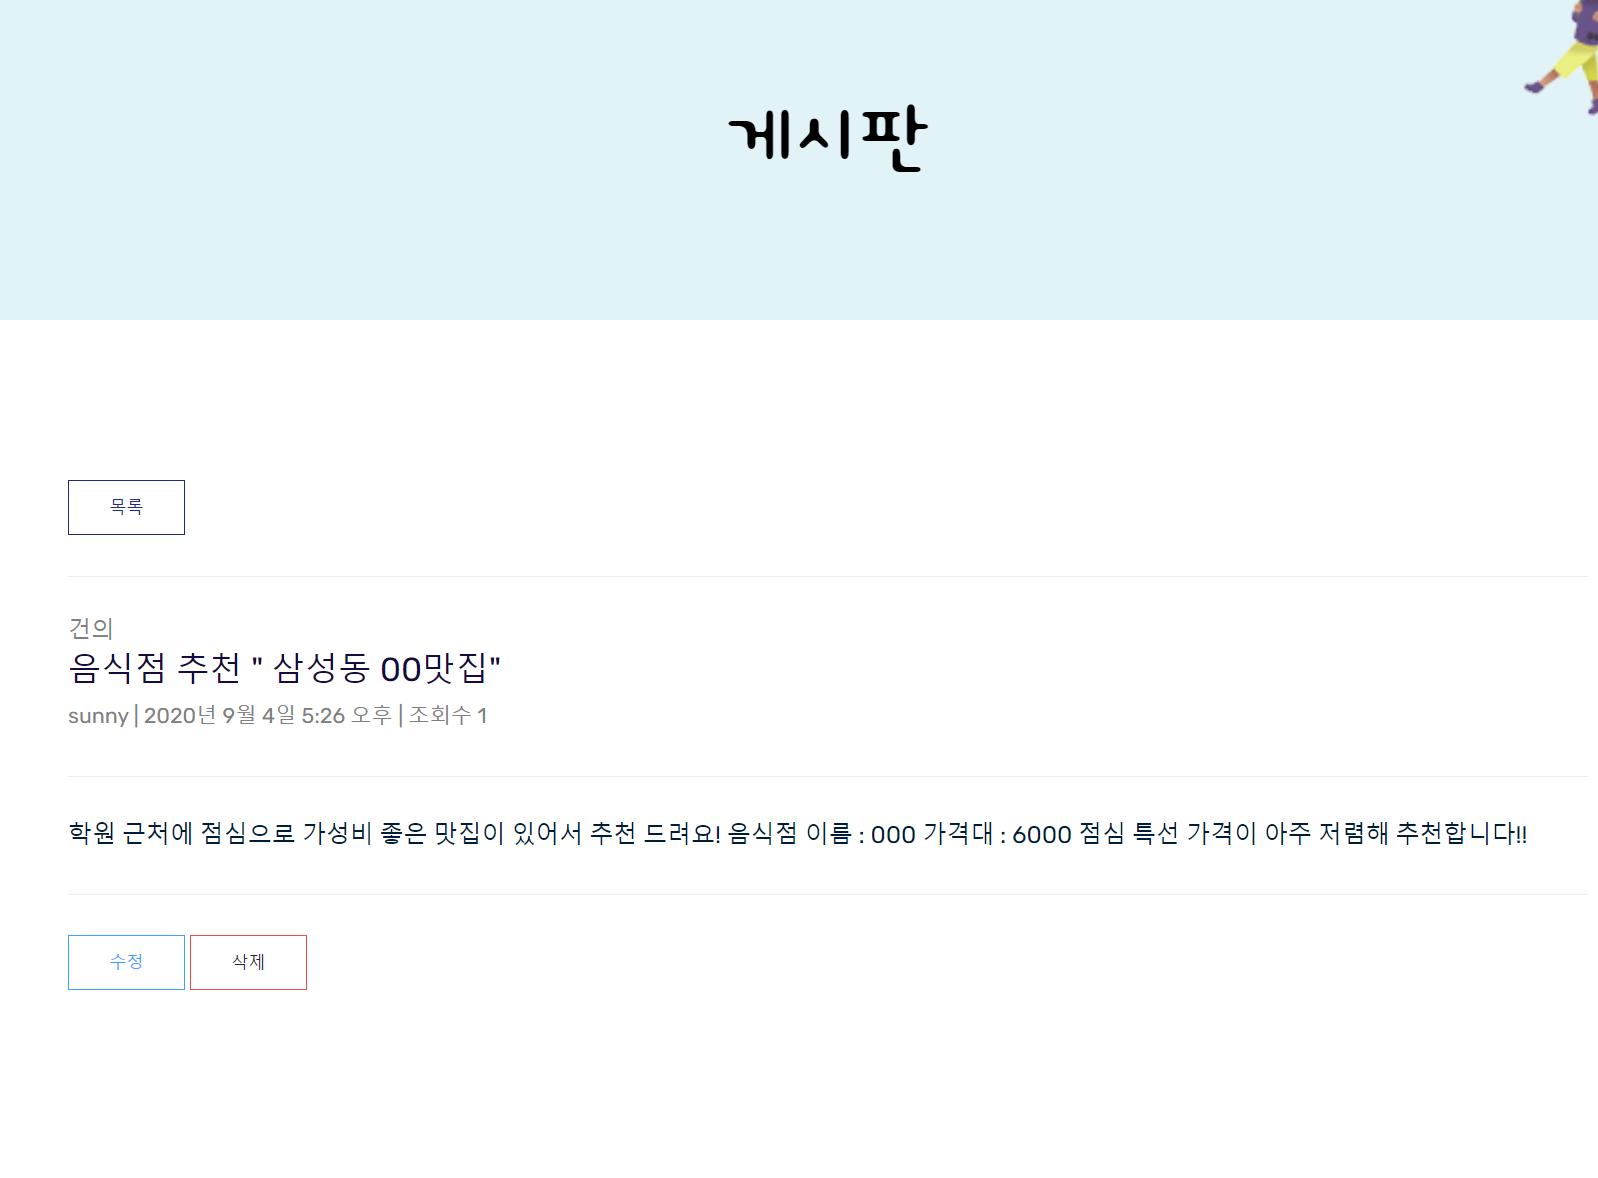 게시판
목록
건의
음식점 추천 " 삼성동 00맛집"
sunny | 2020년 9월 4일 5:26 오후 | 조회수 1
학원 근처에 점심으로 가성비 좋은 맛집이 있어서 추천 드려요! 음식점 이름 : 000 가격대 : 6000 점심 특선 가격이 아주 저렴해 추천합니다!!
수정 삭제